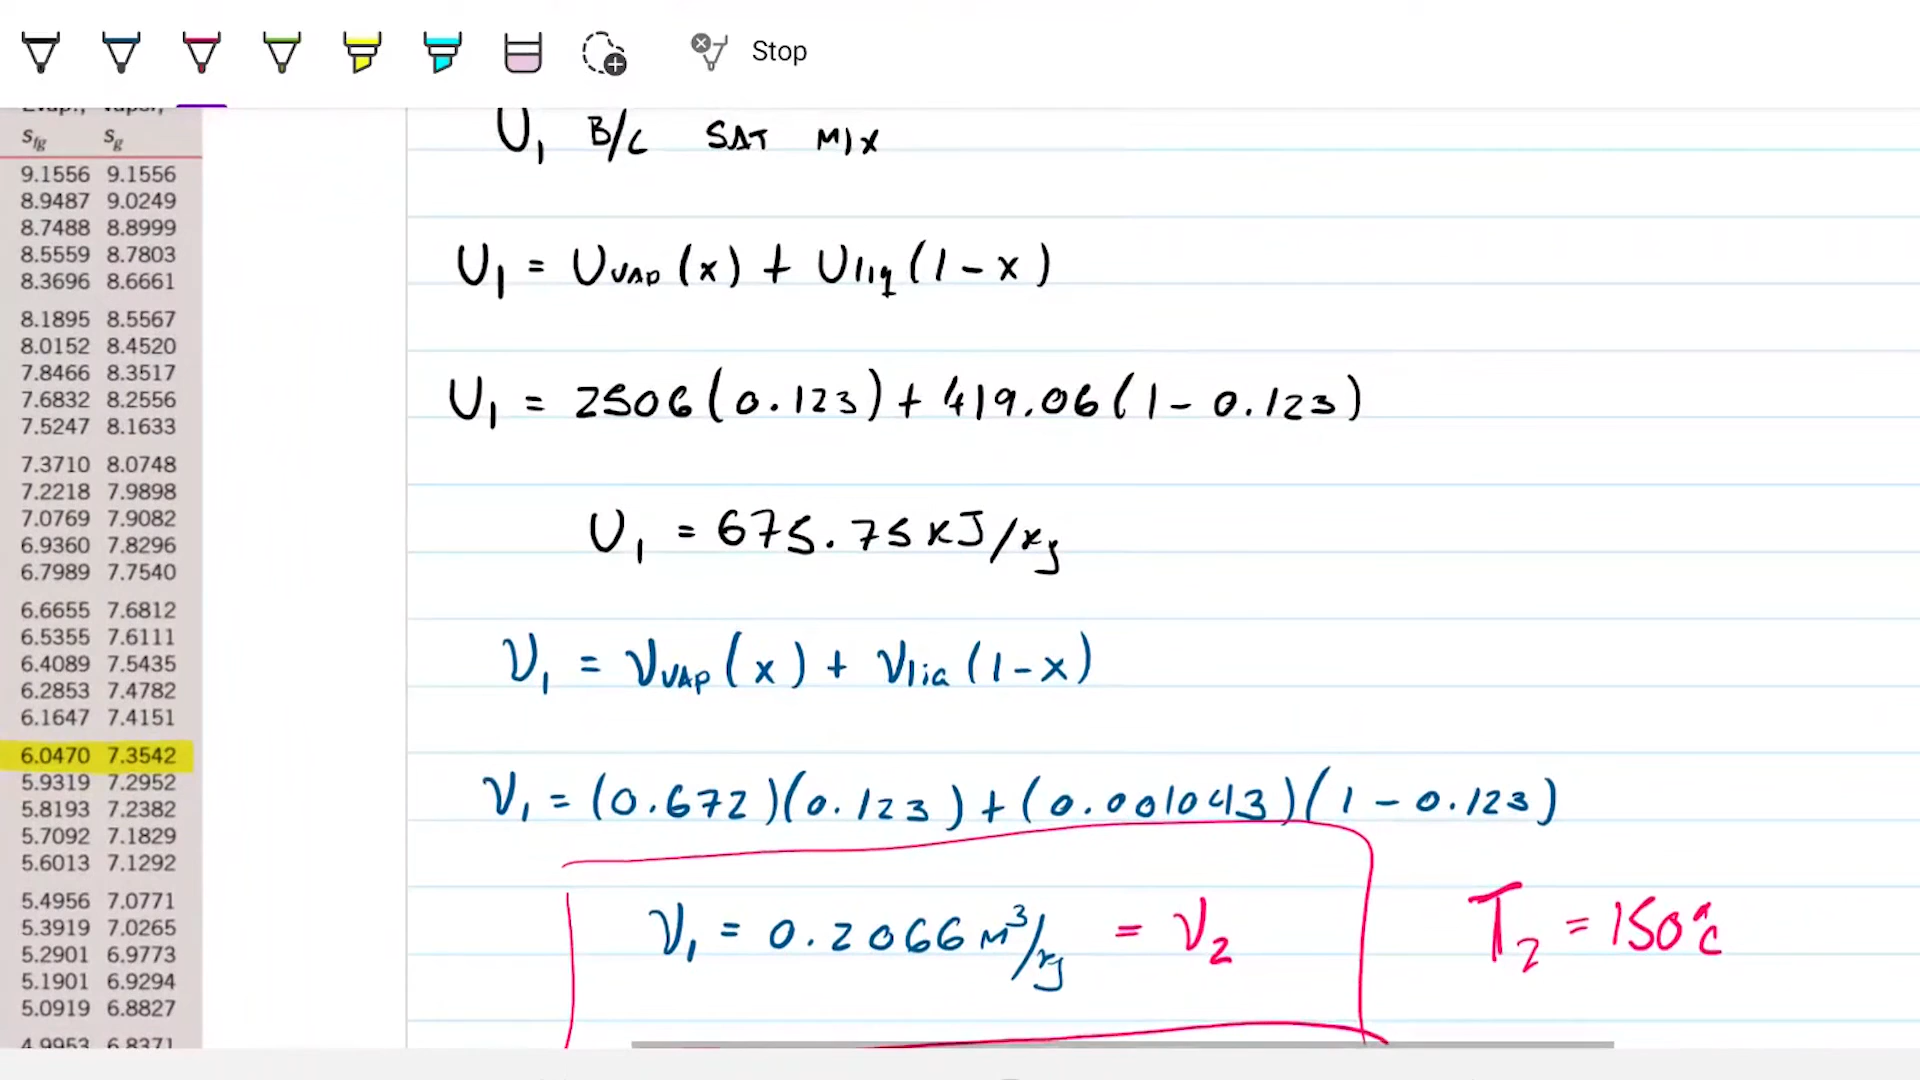 Stop
Evap., Vapor,
sfg sg
9.1556 9.1556
8.9487 9.0249
8.7488 8.8999
8.5559 8.7803
8.3696 8.6661
8.1895 8.5567
8.0152 8.4520
7.8466 8.3517
7.6832 8.2556
7.5247 8.1633
7.3710 8.0748
7.2218 7.9898
7.0769 7.9082
6.9360 7.8296
6.7989 7.7540
6.6655 7.6812
6.5355 7.6111
6.4089 7.5435
6.2853 7.4782
6.1647 7.4151
6.0470 7.3542
5.9319 7.2952
5.8193 7.2382
5.7092 7.1829
5.6013 7.1292
5.4956 7.0771
5.3919 7.0265
5.2901 6.9773
5.1901 6.9294
5.0919 6.8827
4.9953 6.8371
U₁ B/C SAT MIX
U₁ = UVAP (x) + Uliq (1 - x)
U₁ = 2506(0.123) + 419.06(1 - 0.123)
U₁ = 675.75 KJ/kg
V₁ = VVAP (x) + Vliq (1 - x)
V₁ = (0.672)(0.123) + (0.001043)(1 - 0.123)
V₁ = 0.2066 m³/kg = V₂
T₂ = 150°C